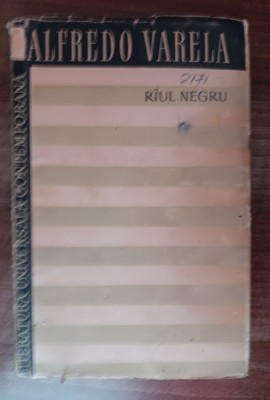 ALFREDO VARELA
2171
RÎUL NEGRU
LITERATURA UNIVERSALĂ CONTEMPORANĂ